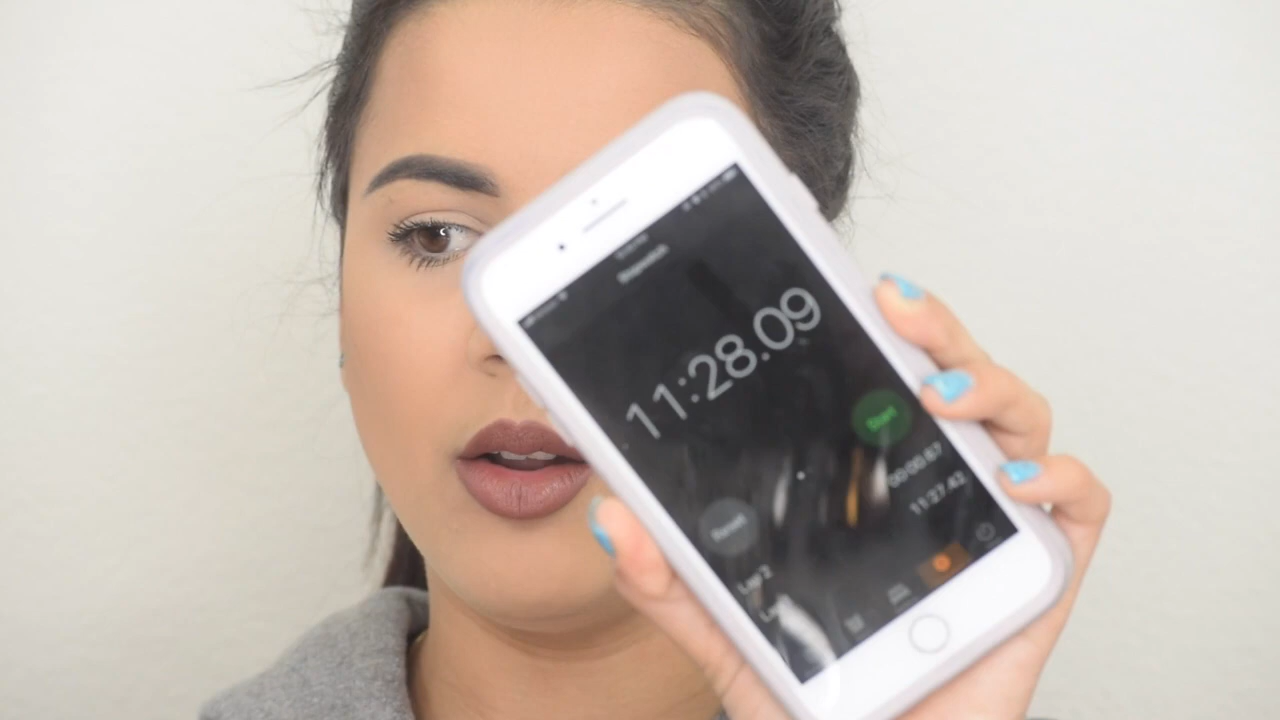 Stopwatch
11:28.09
Reset
Start
Lap 2
00:00.67
11:27.42